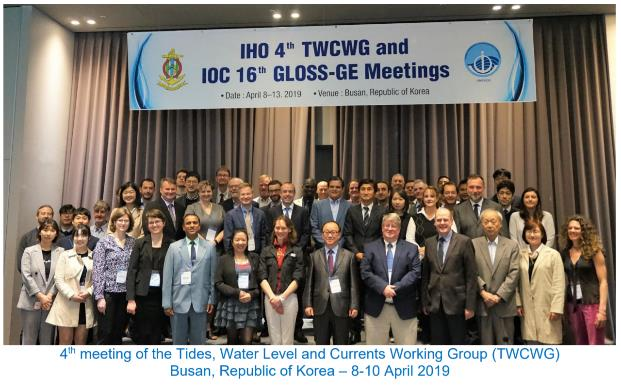 IHO 4th TWCWG and
IOC 16th GLOSS-GE Meetings
• Date : April 8–13. 2019 • Venue : Busan, Republic of Korea
4th meeting of the Tides, Water Level and Currents Working Group (TWCWG)
Busan, Republic of Korea – 8-10 April 2019